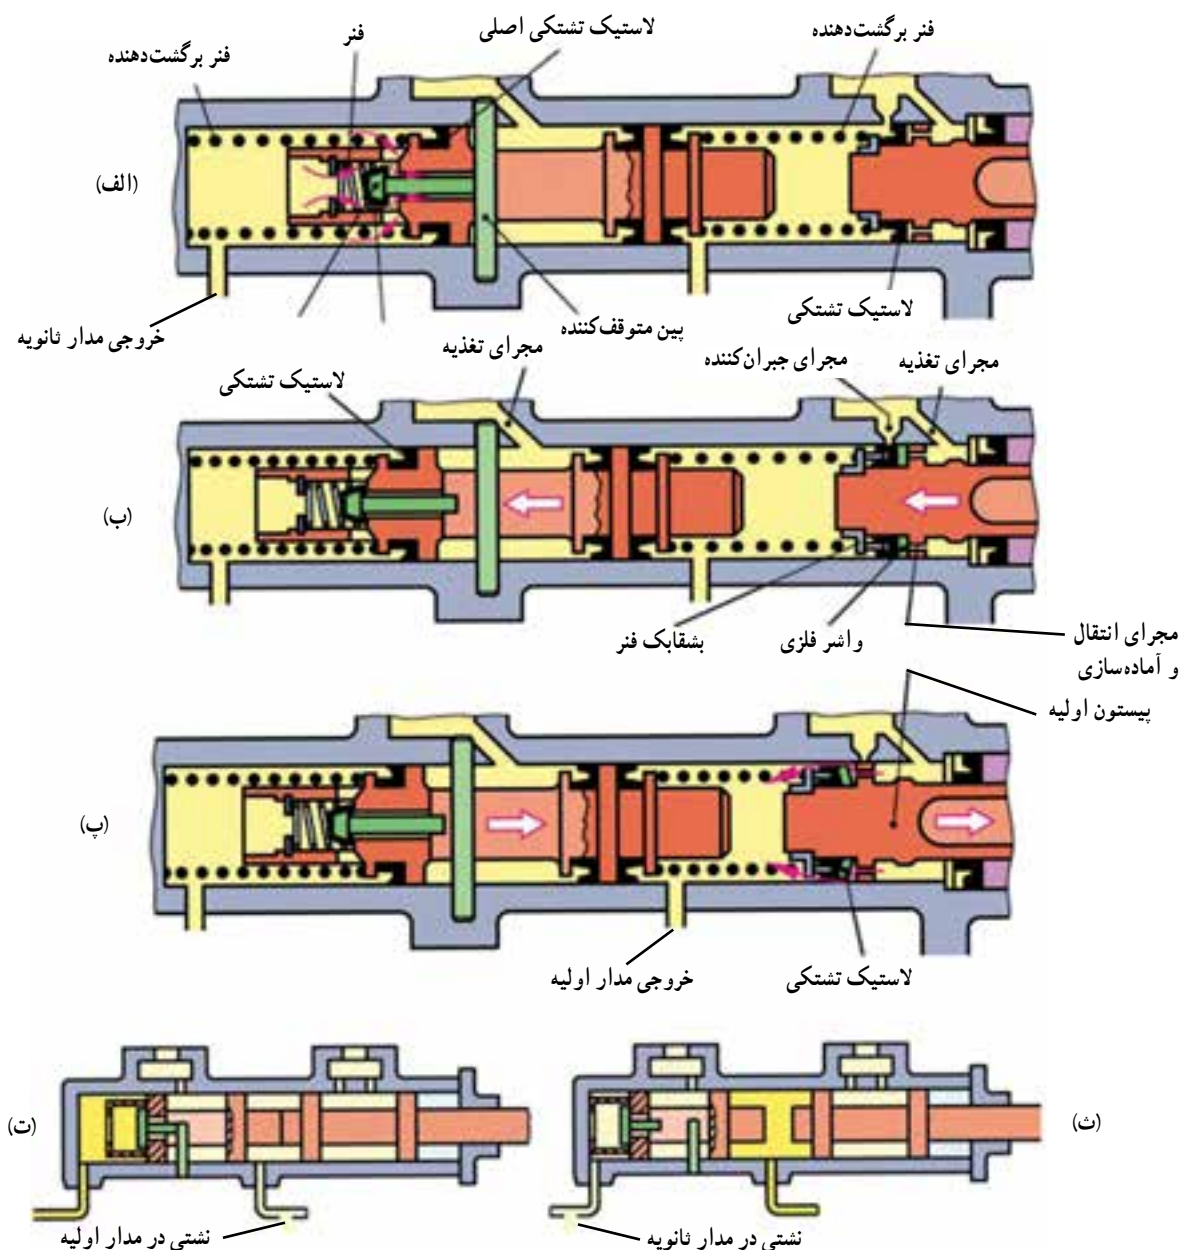 فنر برگشت‌دهنده
لاستیک تشتکی اصلی
فنر
فنر برگشت‌دهنده
(الف)
لاستیک تشتکی
پین متوقف‌کننده
خروجی مدار ثانویه
مجرای تغذیه
مجرای جبران‌کننده
مجرای تغذیه
لاستیک تشتکی
(ب)
مجرای انتقال
و آماده‌سازی
واشر فلزی
بشقابک فنر
پیستون اولیه
(پ)
لاستیک تشتکی
خروجی مدار اولیه
(ث)
(ت)
نشتی در مدار ثانویه
نشتی در مدار اولیه